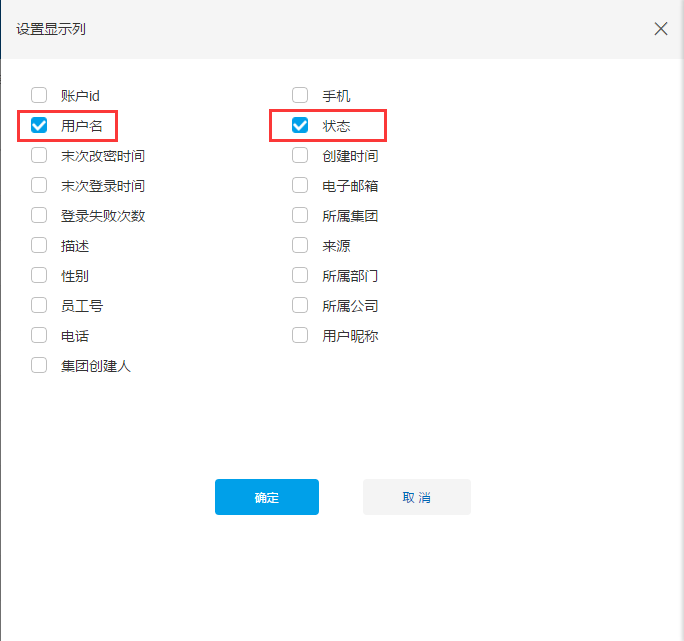 设置显示列
账户id
手机
用户名
状态
末次改密时间
创建时间
末次登录时间
电子邮箱
登录失败次数
所属集团
描述
来源
性别
所属部门
员工号
所属公司
电话
用户昵称
集团创建人
确定
取 消